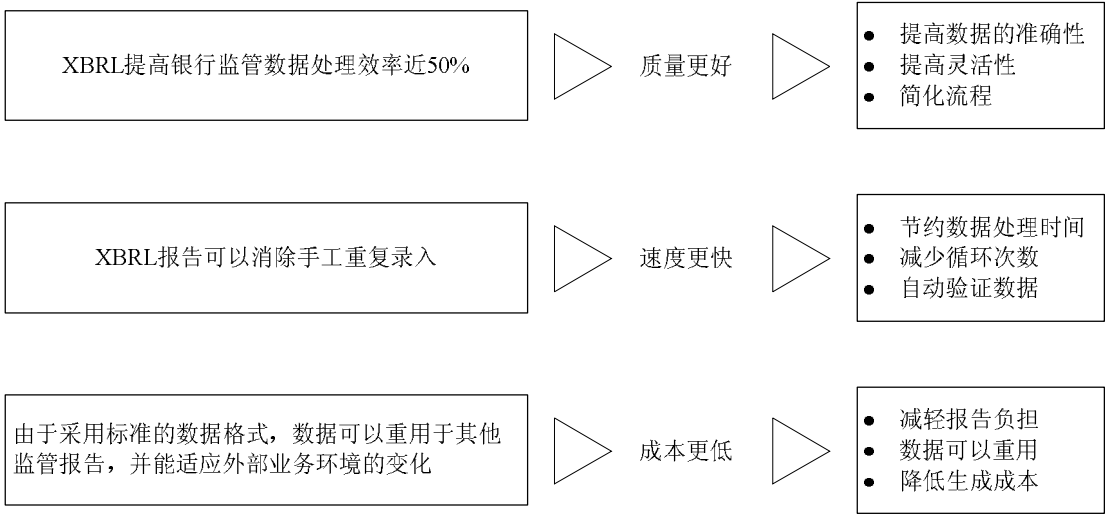 XBRL提高银行监管数据处理效率近50%
质量更好
● 提高数据的准确性
● 提高灵活性
● 简化流程
XBRL报告可以消除手工重复录入
速度更快
● 节约数据处理时间
● 减少循环次数
● 自动验证数据
由于采用标准的数据格式，数据可以重用于其他
监管报告，并能适应外部业务环境的变化
成本更低
● 减轻报告负担
● 数据可以重用
● 降低生成成本